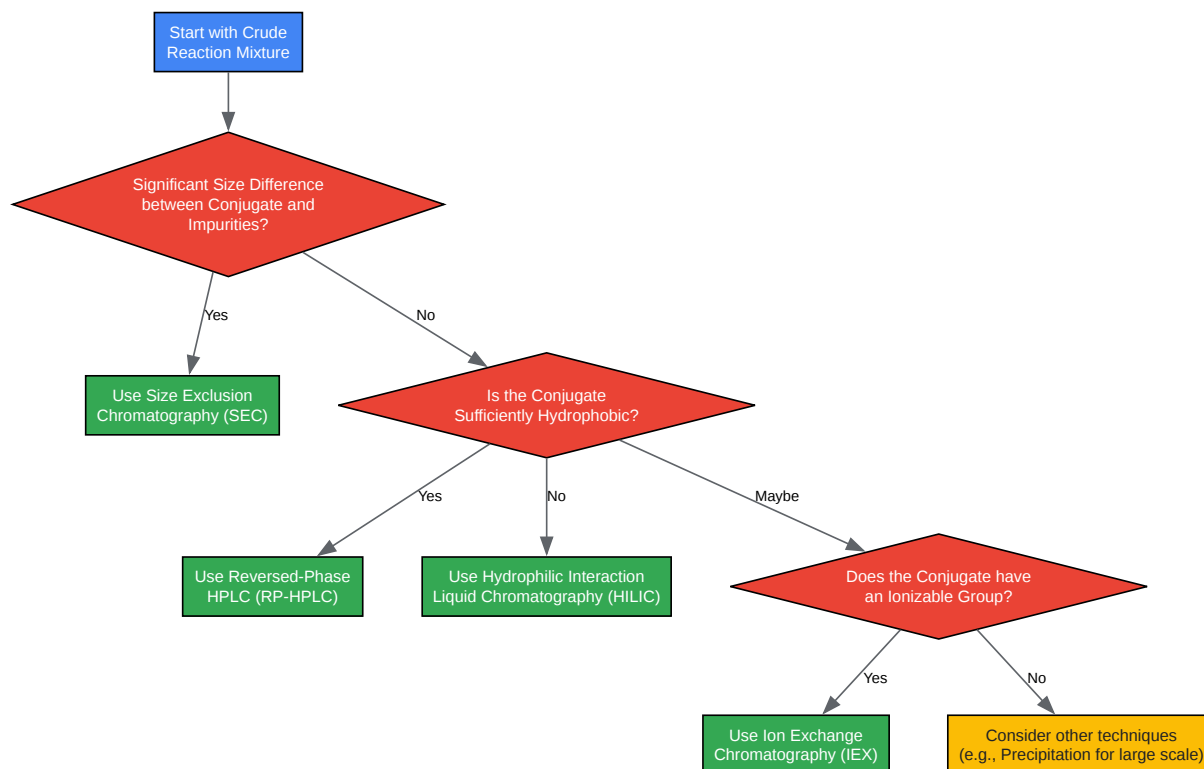 Start with Crude
Reaction Mixture
Significant Size Difference
between Conjugate and
Impurities?
Yes
No
Use Size Exclusion
Chromatography (SEC)
Is the Conjugate
Sufficiently Hydrophobic?
Yes
No
Maybe
Use Reversed-Phase
HPLC (RP-HPLC)
Use Hydrophilic Interaction
Liquid Chromatography (HILIC)
Does the Conjugate have
an Ionizable Group?
Yes
No
Use Ion Exchange
Chromatography (IEX)
Consider other techniques
(e.g., Precipitation for large scale)